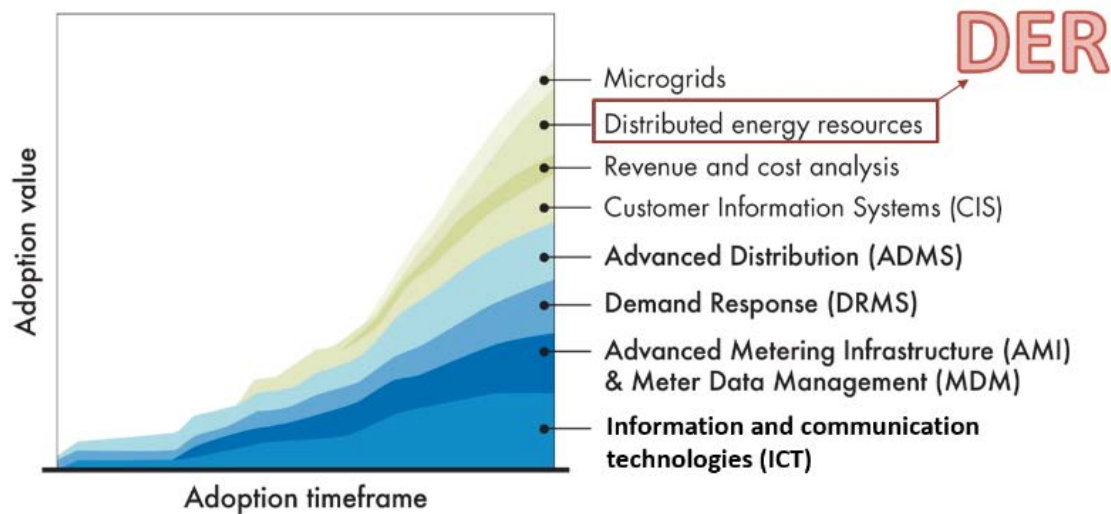 DER
Microgrids
Distributed energy resources
Revenue and cost analysis
Customer Information Systems (CIS)
Advanced Distribution (ADMS)
Demand Response (DRMS)
Advanced Metering Infrastructure (AMI)
& Meter Data Management (MDM)
Information and communication
technologies (ICT)
Adoption value
Adoption timeframe